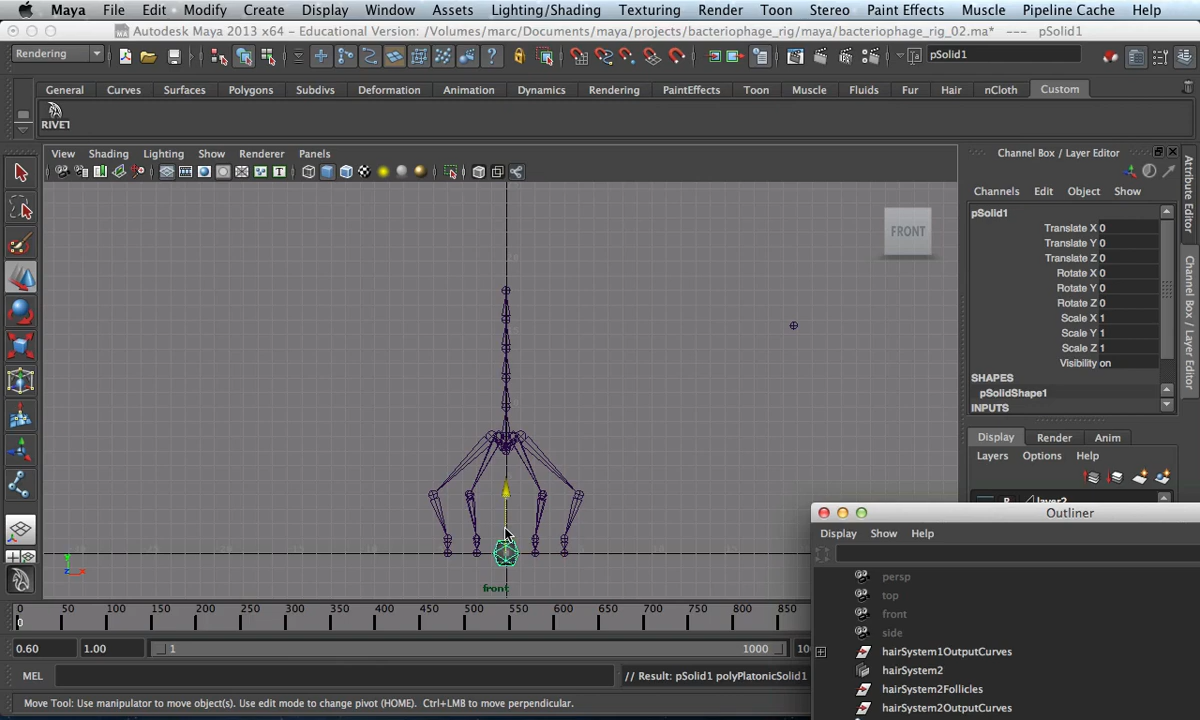 Maya File Edit Modify Create Display Window Assets Lighting/Shading Texturing Render Toon Stereo Paint Effects Muscle Pipeline Cache Help
Autodesk Maya 2013 x64 - Educational Version: /Volumes/marc/Documents/maya/projects/bacteriophage_rig/maya/bacteriophage_rig_02.ma* --- pSolid1
Rendering
pSolid1
General Curves Surfaces Polygons Subdivs Deformation Animation Dynamics Rendering PaintEffects Toon Muscle Fluids Fur Hair nCloth Custom
RIVET
View Shading Lighting Show Renderer Panels
Channel Box / Layer Editor
Channels Edit Object Show
pSolid1
Translate X 0
Translate Y 0
Translate Z 0
Rotate X 0
Rotate Y 0
Rotate Z 0
Scale X 1
Scale Y 1
Scale Z 1
Visibility on
SHAPES
pSolidShape1
INPUTS
Attribute Editor
Channel Box / Layer Editor
FRONT
Display Render Anim
Layers Options Help
R layer2
y
z x
front
Outliner
Display Show Help
persp
top
front
side
hairSystem1OutputCurves
hairSystem2
hairSystem2Follicles
hairSystem2OutputCurves
0 50 100 150 200 250 300 350 400 450 500 550 600 650 700 750 800 850
0
0.60 1.00 1 1000
MEL // Result: pSolid1 polyPlatonicSolid1
Move Tool: Use manipulator to move object(s). Use edit mode to change pivot (HOME). Ctrl+LMB to move perpendicular.